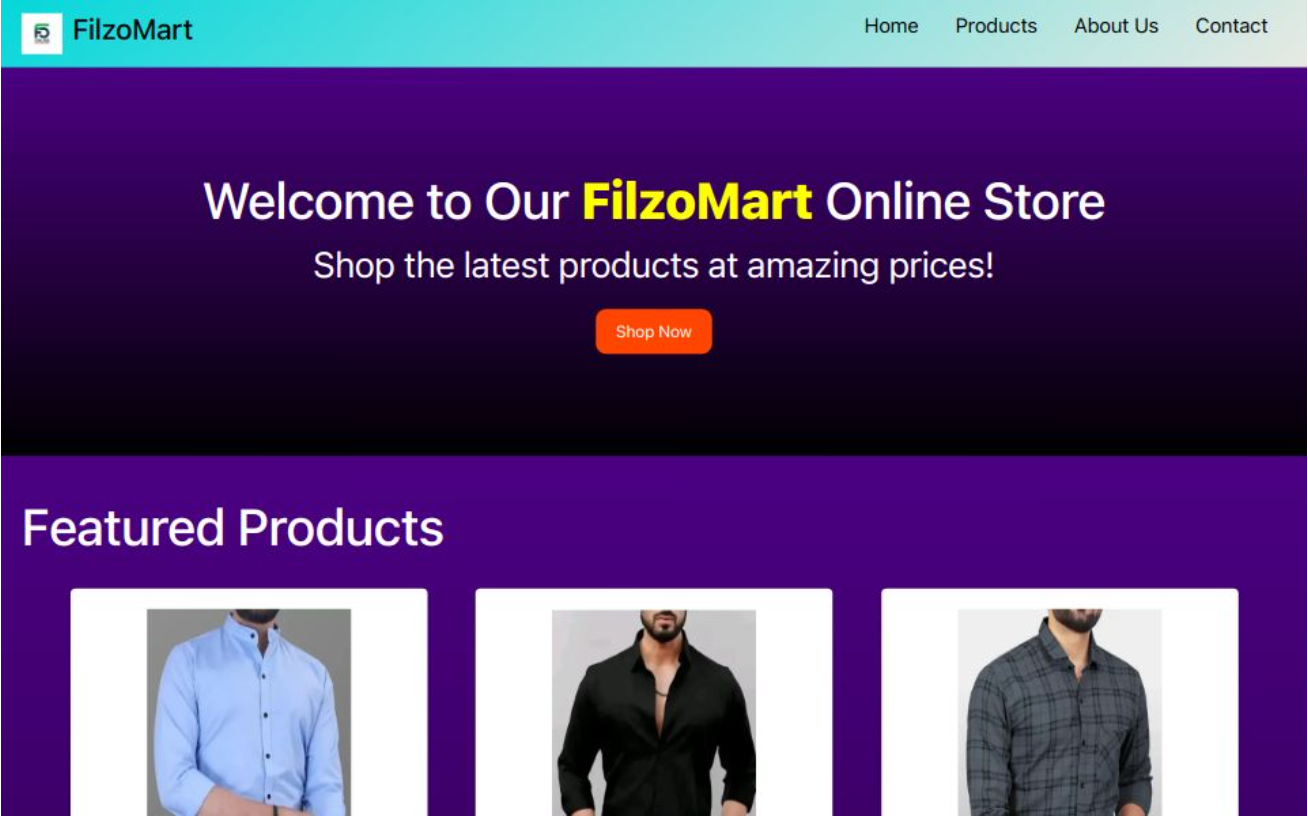 FilzoMart
Home Products About Us Contact
Welcome to Our FilzoMart Online Store
Shop the latest products at amazing prices!
Shop Now
Featured Products